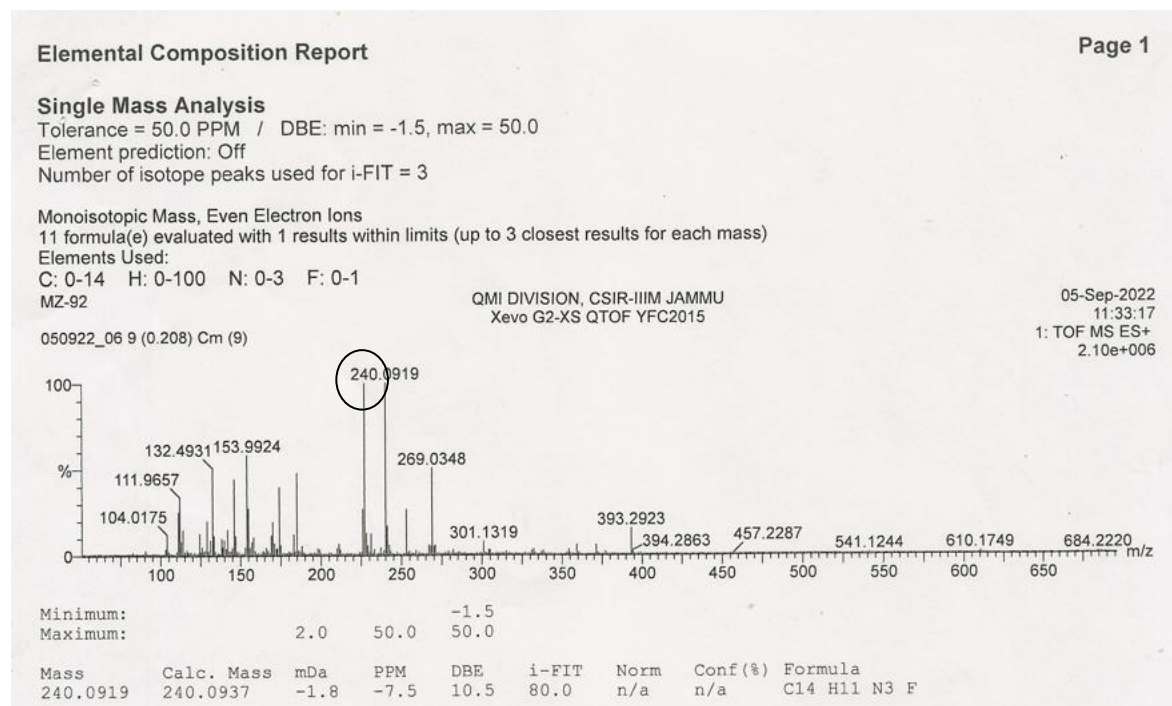 Elemental Composition Report
Page 1
Single Mass Analysis
Tolerance = 50.0 PPM / DBE: min = -1.5, max = 50.0
Element prediction: Off
Number of isotope peaks used for i-FIT = 3
Monoisotopic Mass, Even Electron Ions
11 formula(e) evaluated with 1 results within limits (up to 3 closest results for each mass)
Elements Used:
C: 0-14 H: 0-100 N: 0-3 F: 0-1
MZ-92
QMI DIVISION, CSIR-IIIM JAMMU
Xevo G2-XS QTOF YFC2015
05-Sep-2022
11:33:17
1: TOF MS ES+
2.10e+006
050922_06 9 (0.208) Cm (9)
100
%
0
240.0919
132.4931
153.9924
111.9657
104.0175
269.0348
301.1319
393.2923
394.2863
457.2287
541.1244
610.1749
684.2220
m/z
100 150 200 250 300 350 400 450 500 550 600 650
Minimum: -1.5
Maximum: 2.0 50.0 50.0
Mass Calc. Mass mDa PPM DBE i-FIT Norm Conf(%) Formula
240.0919 240.0937 -1.8 -7.5 10.5 80.0 n/a n/a C14 H11 N3 F